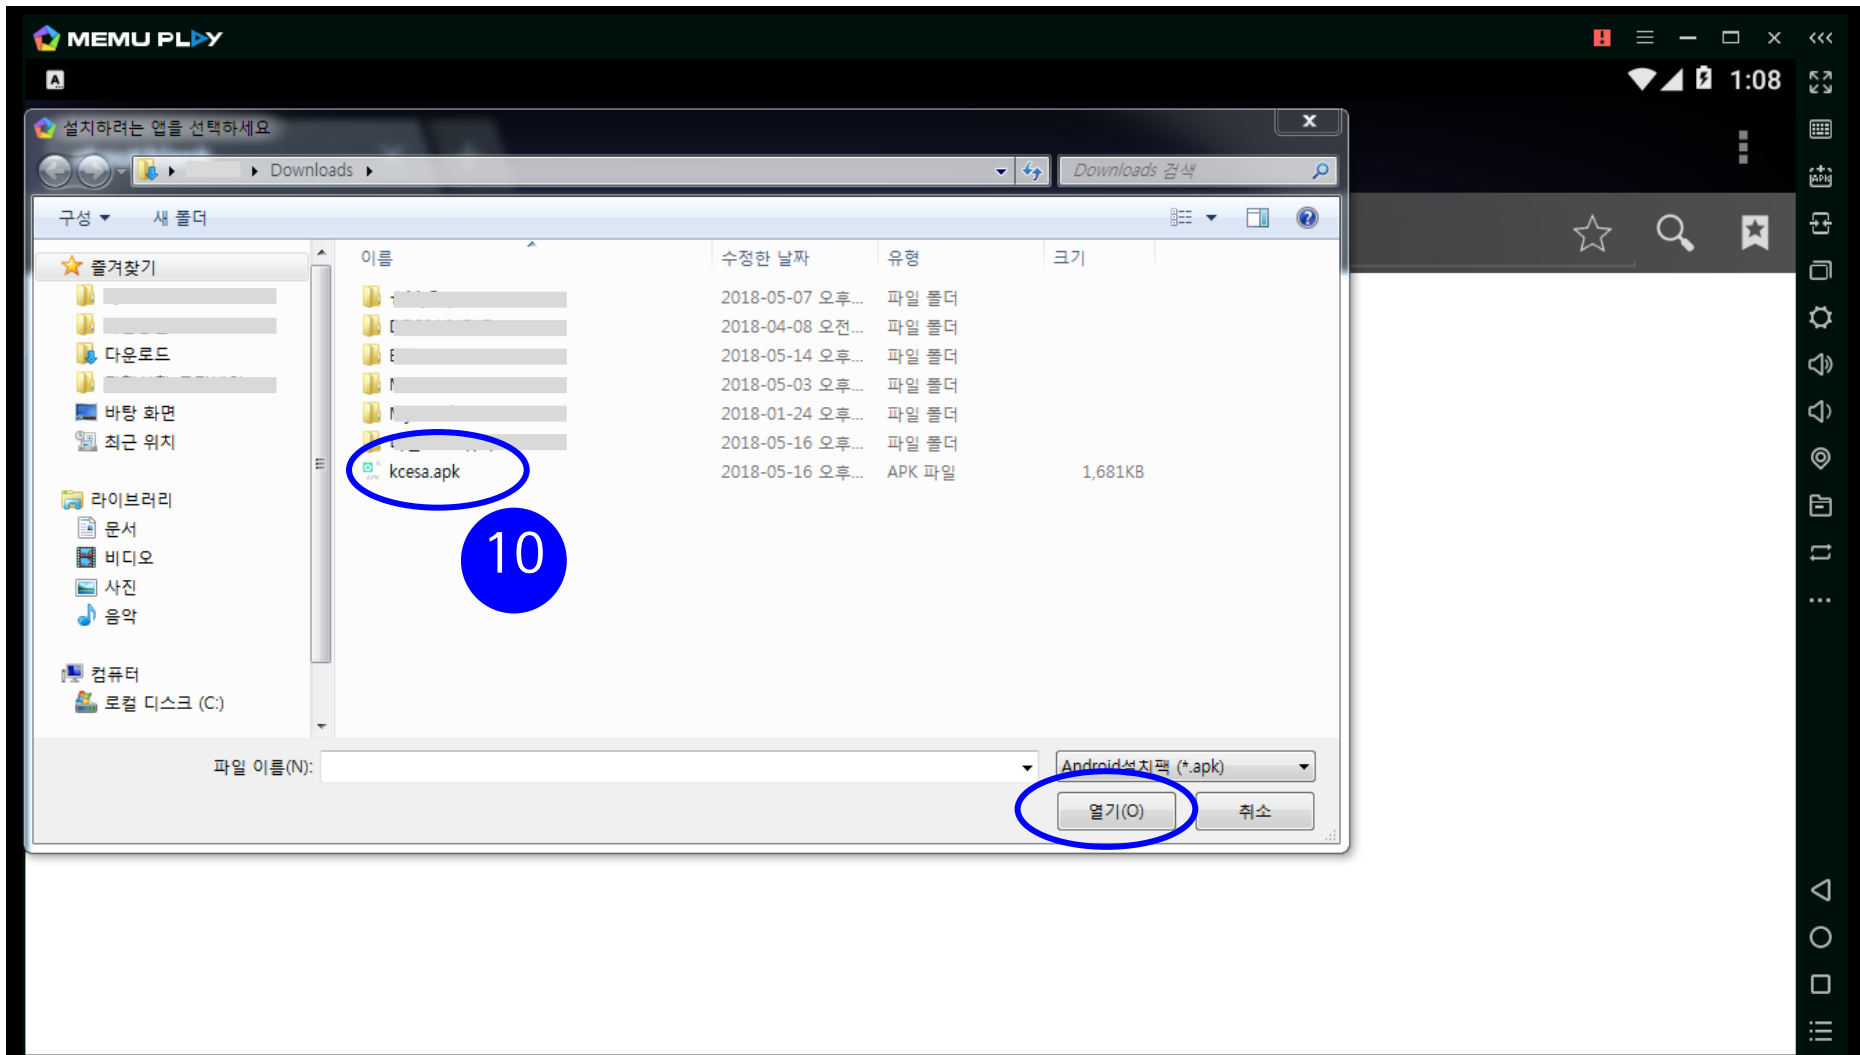 MEMU PLAY
1:08
설치하려는 앱을 선택하세요
Downloads
Downloads 검색
구성
새 폴더
이름
수정한 날짜
유형
크기
즐겨찾기
다운로드
바탕 화면
최근 위치
라이브러리
문서
비디오
사진
음악
컴퓨터
로컬 디스크 (C:)
2018-05-07 오후... 파일 폴더
2018-04-08 오전... 파일 폴더
2018-05-14 오후... 파일 폴더
2018-05-03 오후... 파일 폴더
2018-01-24 오후... 파일 폴더
2018-05-16 오후... 파일 폴더
kcesa.apk 2018-05-16 오후... APK 파일 1,681KB
10
파일 이름(N):
Android설치팩 (*.apk)
열기(O)
취소